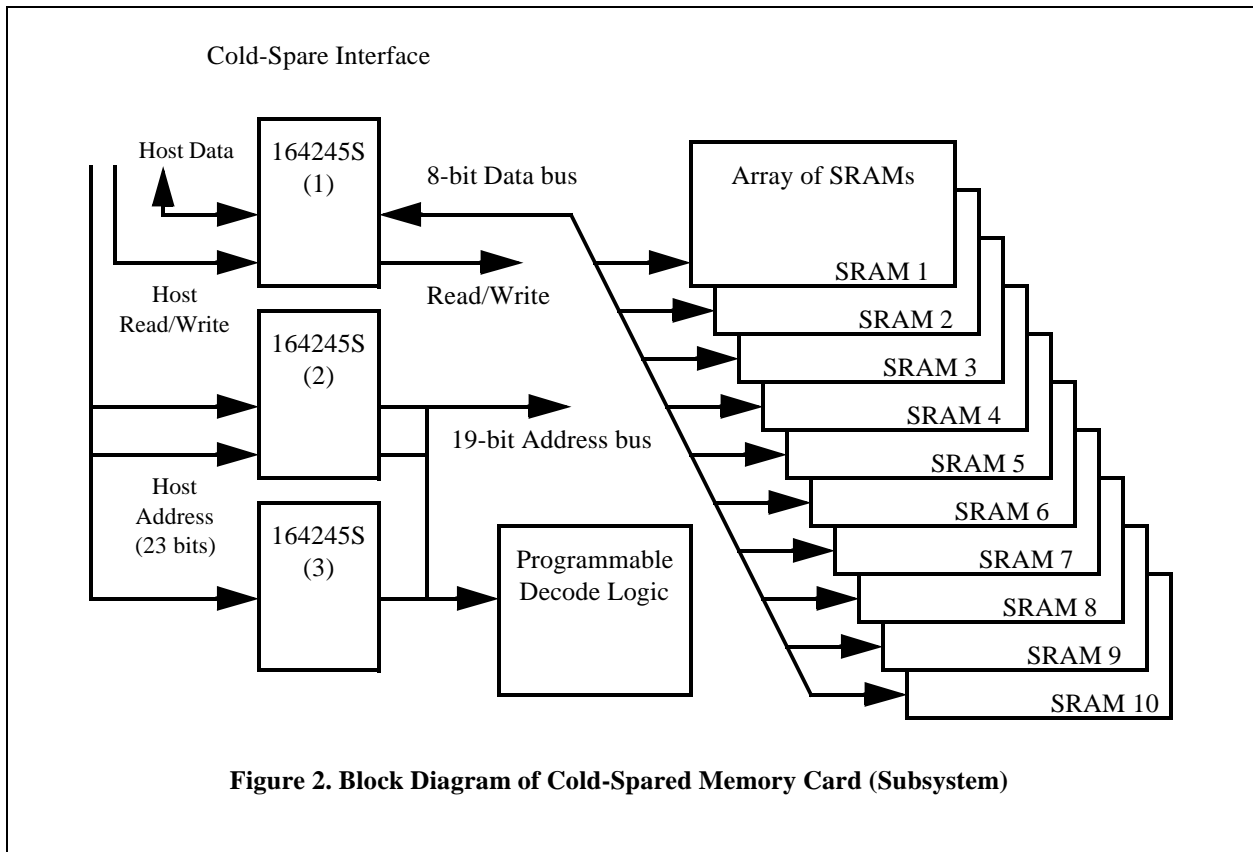 Cold-Spare Interface
Host Data
164245S
(1)
8-bit Data bus
Array of SRAMs
Host
Read/Write
Read/Write
SRAM 1
SRAM 2
SRAM 3
SRAM 4
SRAM 5
SRAM 6
SRAM 7
SRAM 8
SRAM 9
SRAM 10
164245S
(2)
19-bit Address bus
Host
Address
(23 bits)
164245S
(3)
Programmable
Decode Logic
Figure 2. Block Diagram of Cold-Spared Memory Card (Subsystem)